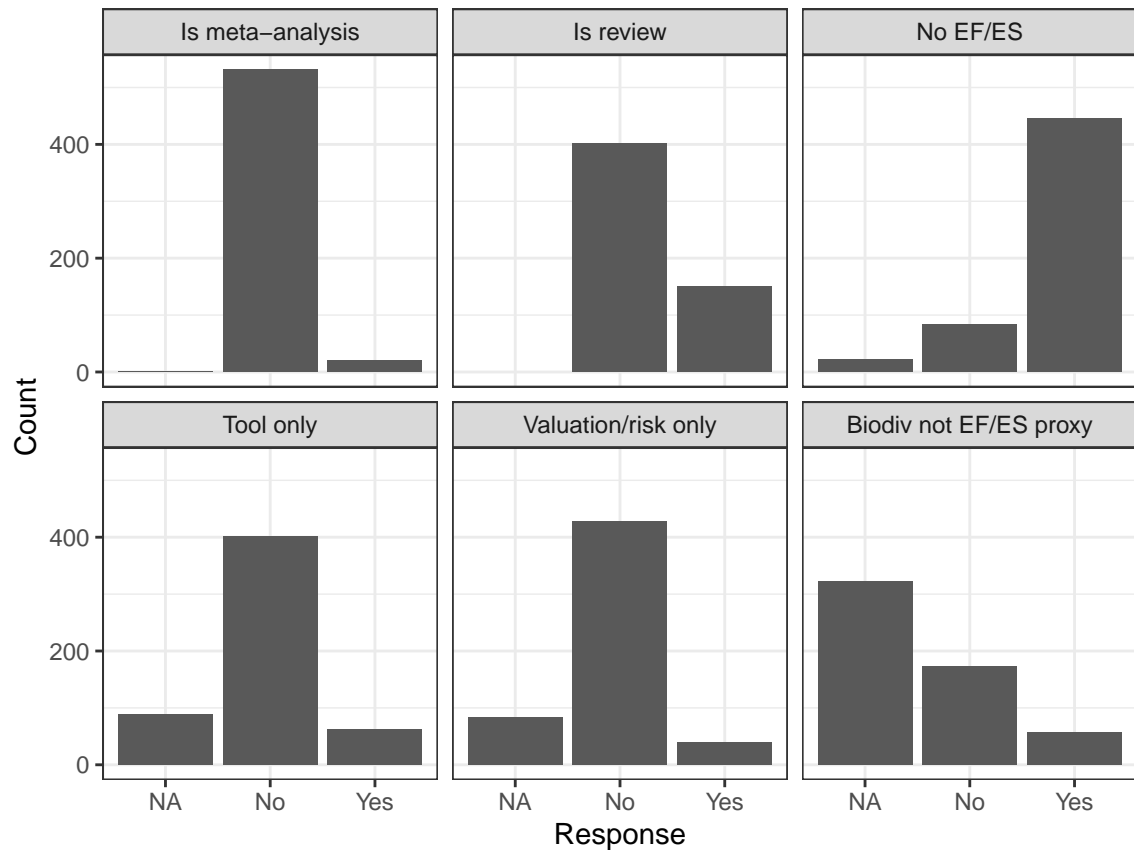 Is meta−analysis
Is review
No EF/ES
400
200
0
Tool only
Valuation/risk only
Biodiv not EF/ES proxy
400
200
0
NA No Yes
NA No Yes
NA No Yes
Response
Count